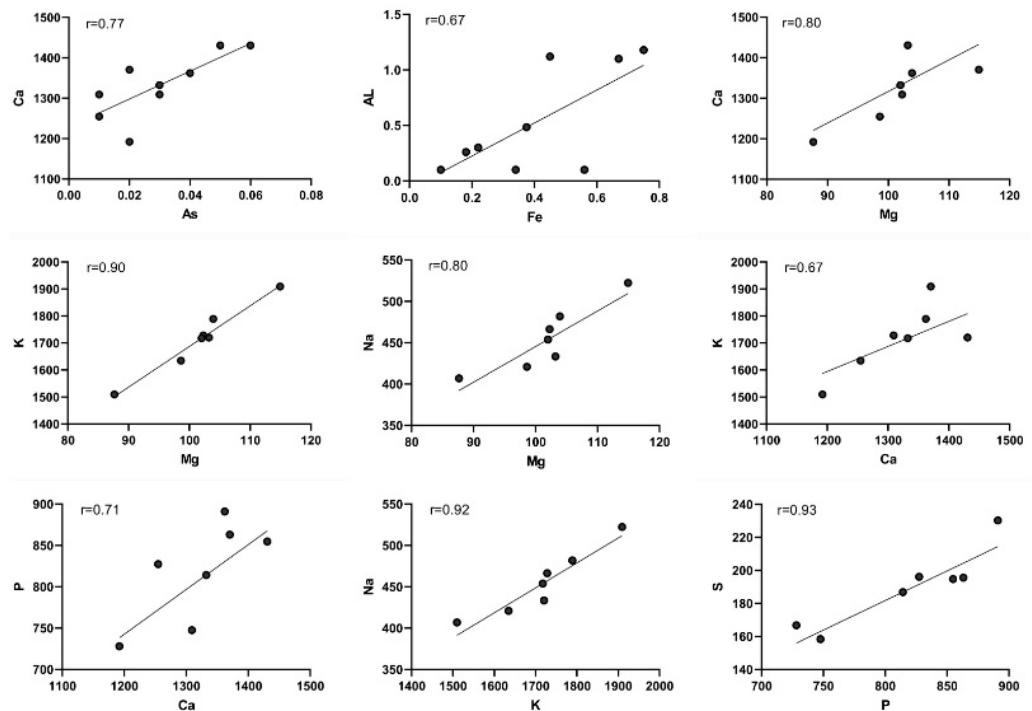 r=0.77
1500
1400
1300
1200
1100
Ca
0.00 0.02 0.04 0.06 0.08
As
r=0.67
1.5
1.0
0.5
0.0
AL
0.2 0.4 0.6 0.8
Fe
r=0.80
1500
1400
1300
1200
1100
Ca
80 90 100 110 120
Mg
r=0.90
2000
1900
1800
1700
1600
1500
1400
K
80 90 100 110 120
Mg
r=0.80
550
500
450
400
350
Na
80 90 100 110 120
Mg
r=0.67
2000
1900
1800
1700
1600
1500
1400
K
1100 1200 1300 1400 1500
Ca
r=0.71
900
850
800
750
700
P
1100 1200 1300 1400 1500
Ca
r=0.92
550
500
450
400
350
Na
1400 1500 1600 1700 1800 1900 2000
K
r=0.93
240
220
200
180
160
140
S
700 750 800 850 900
P